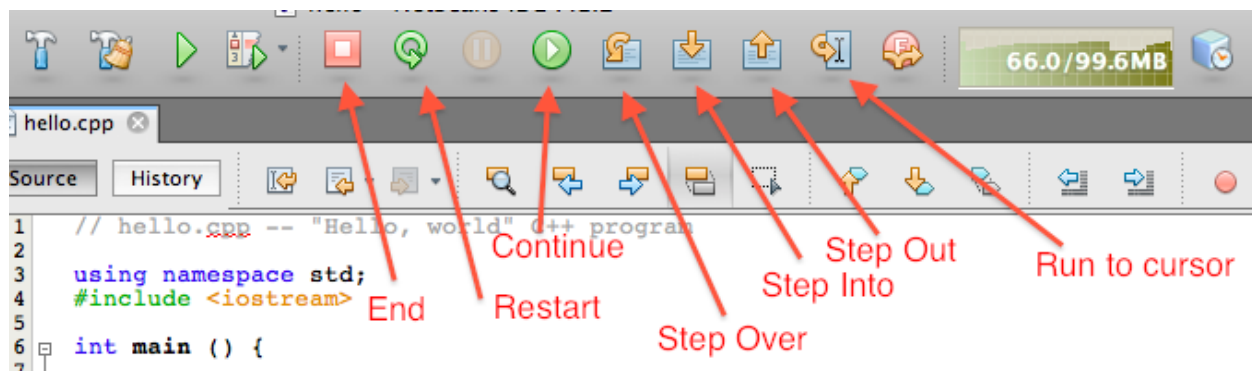 66.0/99.6MB
hello.cpp
Source
History
1 // hello.cpp -- "Hello, world" C++ program
2
3 using namespace std;
4 #include <iostream>
5
6 int main () {
7
Continue
Step Out
Run to cursor
Step Into
End
Restart
Step Over